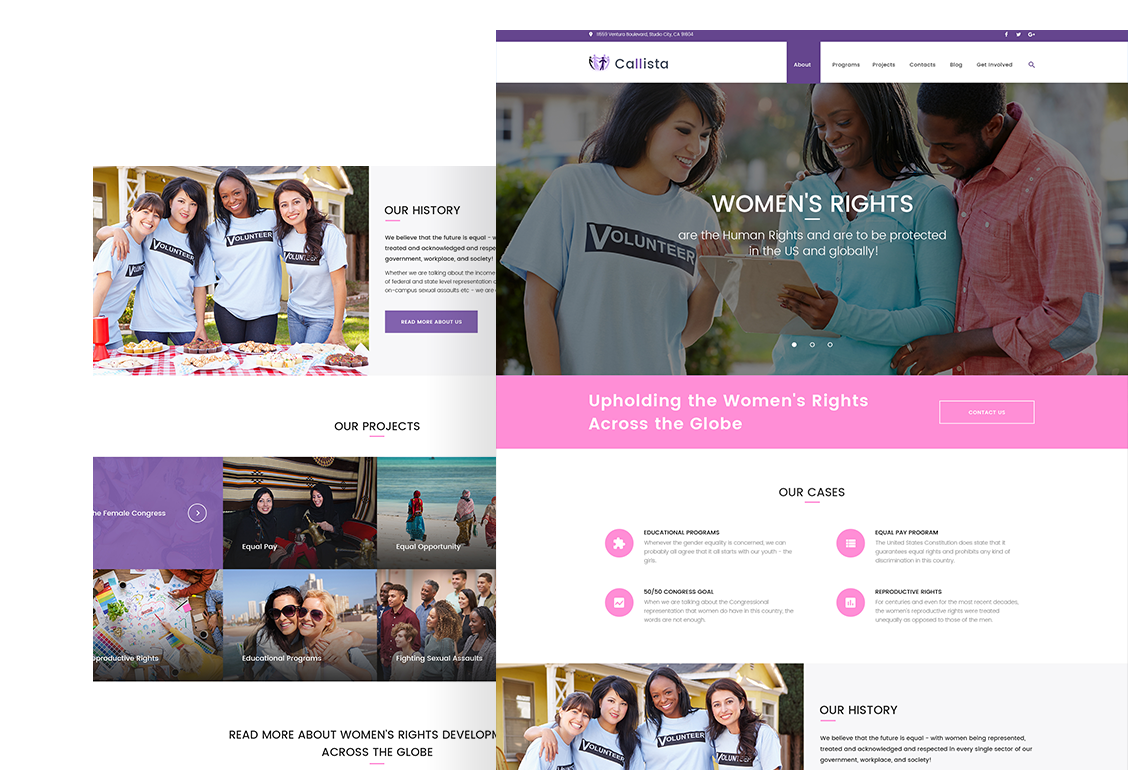 11559 Ventura Boulevard, Studio City, CA 91604
Callista
About
Programs
Projects
Contacts
Blog
Get Involved
VOLUNTEER
WOMEN'S RIGHTS
are the Human Rights and are to be protected
in the US and globally!
Upholding the Women's Rights
Across the Globe
CONTACT US
OUR CASES
EDUCATIONAL PROGRAMS
Whenever the gender equality is concerned, we can
probably all agree that it all starts with our youth - the
girls.
EQUAL PAY PROGRAM
The United States Constitution does state that it
guarantees equal rights and prohibits any kind of
discrimination in this country.
50/50 CONGRESS GOAL
When we are talking about the Congressional
representation that women do have in this country, the
words are not enough.
REPRODUCTIVE RIGHTS
For centuries and even for the most recent decades,
the women's reproductive rights were treated
unequally as opposed to those of the men.
VOLUNTEER
VOLUNTEER
VOLUNTEER
OUR HISTORY
We believe that the future is equal - with women being represented,
treated and acknowledged and respected in every single sector of our
government, workplace, and society!
VOLUNTEER
VOLUNTEER
VOLUNTEER
OUR HISTORY
We believe that the future is equal - w
treated and acknowledged and respe
government, workplace, and society!
Whether we are talking about the income
of federal and state level representation
on-campus sexual assaults etc - we are
READ MORE ABOUT US
OUR PROJECTS
he Female Congress
Equal Pay
Equal Opportunity
productive Rights
Educational Programs
Fighting Sexual Assaults
READ MORE ABOUT WOMEN'S RIGHTS DEVELOPM
ACROSS THE GLOBE